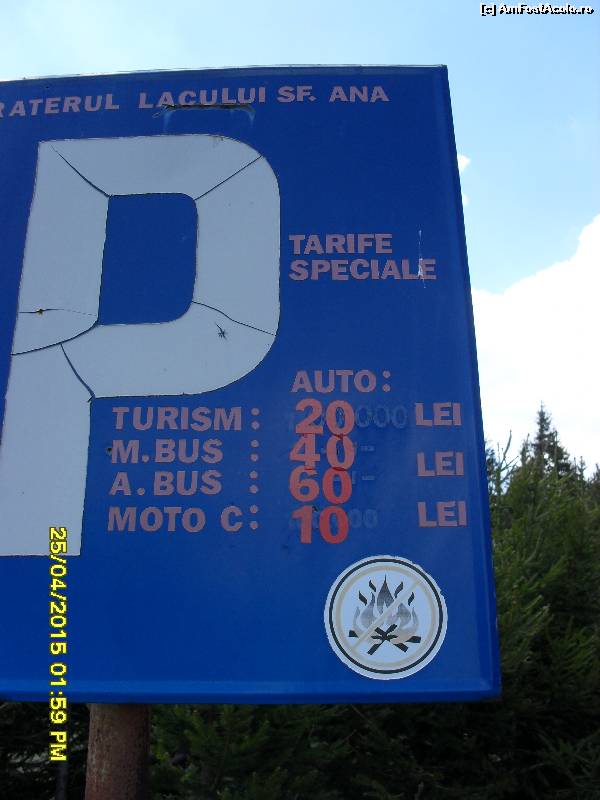 [c] AmFostAcolo.ro
RATERUL LACULUI SF. ANA
P
TARIFE
SPECIALE
AUTO:
TURISM: 20 LEI
M.BUS : 40
LEI
A.BUS : 60
MOTO C: 10 LEI
25/04/2015 01:59 PM